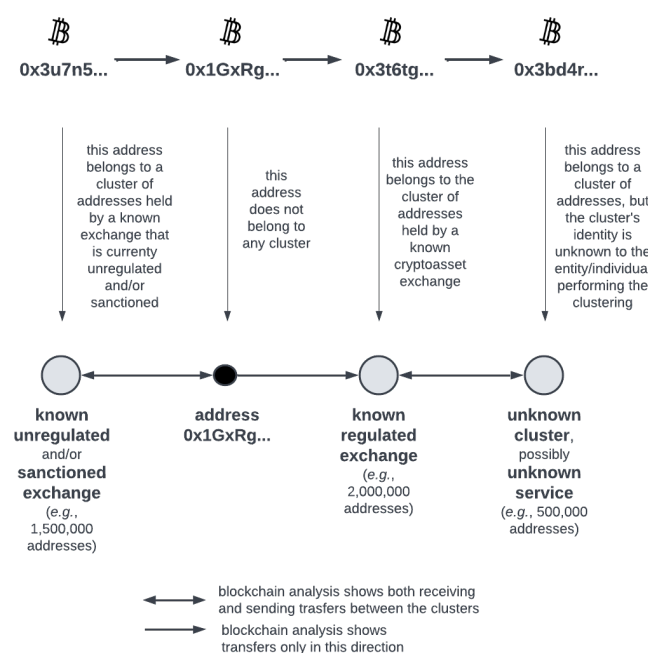 0x3u7n5...
0x1GxRg...
0x3t6tg...
0x3bd4r...
this address
belongs to a
cluster of
addresses held
by a known
exchange that
is currenty
unregulated
and/or
sanctioned
this
address
does not
belong to
any cluster
this address
belongs to the
cluster of
addresses
held by a
known
cryptoasset
exchange
this address
belongs to a
cluster of
addresses, but
the cluster's
identity is
unknown to the
entity/individua
performing the
clustering
known
unregulated
and/or
sanctioned
exchange
(e.g.,
1,500,000
addresses)
address
0x1GxRg...
known
regulated
exchange
(e.g.,
2,000,000
addresses)
unknown
cluster,
possibly
unknown
service
(e.g., 500,000
addresses)
blockchain analysis shows both receiving
and sending trasfers between the clusters
blockchain analysis shows
transfers only in this direction